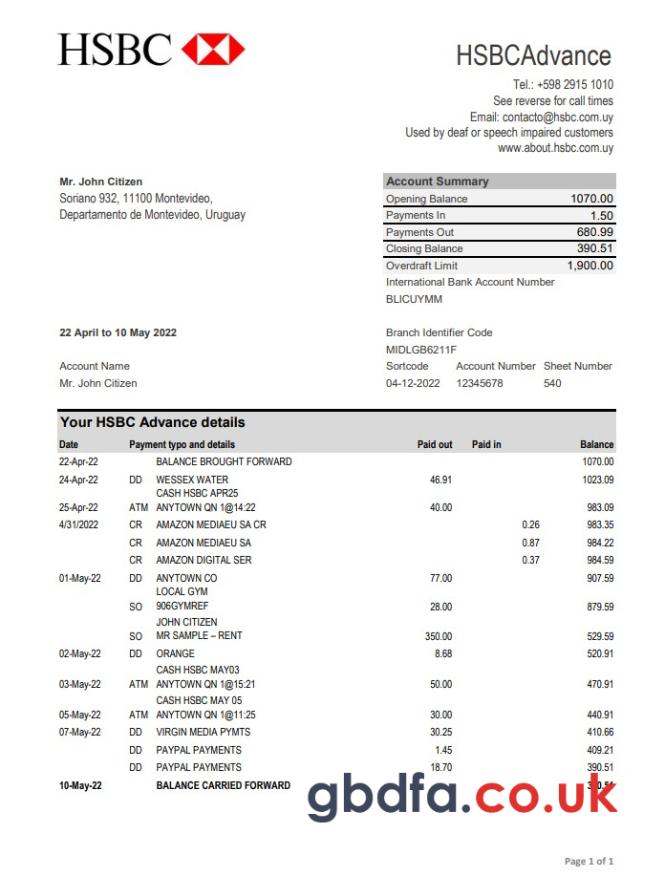 HSBC
HSBCAdvance
Tel.: +598 2915 1010
See reverse for call times
Email: contacto@hsbc.com.uy
Used by deaf or speech impaired customers
www.about.hsbc.com.uy
Mr. John Citizen
Soriano 932, 11100 Montevideo,
Departamento de Montevideo, Uruguay
Account Summary
Opening Balance 1070.00
Payments In 1.50
Payments Out 680.99
Closing Balance 390.51
Overdraft Limit 1,900.00
International Bank Account Number
BLICUYMM
22 April to 10 May 2022
Branch Identifier Code
MIDLGB6211F
Account Name
Mr. John Citizen
Sortcode Account Number Sheet Number
04-12-2022 12345678 540
Your HSBC Advance details
Date Payment typo and details Paid out Paid in Balance
22-Apr-22 BALANCE BROUGHT FORWARD 1070.00
24-Apr-22 DD WESSEX WATER 46.91 1023.09
CASH HSBC APR25
25-Apr-22 ATM ANYTOWN QN 1@14:22 40.00 983.09
4/31/2022 CR AMAZON MEDIAEU SA CR 0.26 983.35
CR AMAZON MEDIAEU SA 0.87 984.22
CR AMAZON DIGITAL SER 0.37 984.59
01-May-22 DD ANYTOWN CO 77.00 907.59
LOCAL GYM
SO 906GYMREF 28.00 879.59
JOHN CITIZEN
SO MR SAMPLE – RENT 350.00 529.59
02-May-22 DD ORANGE 8.68 520.91
CASH HSBC MAY03
03-May-22 ATM ANYTOWN QN 1@15:21 50.00 470.91
CASH HSBC MAY 05
05-May-22 ATM ANYTOWN QN 1@11:25 30.00 440.91
07-May-22 DD VIRGIN MEDIA PYMTS 30.25 410.66
DD PAYPAL PAYMENTS 1.45 409.21
DD PAYPAL PAYMENTS 18.70 390.51
10-May-22 BALANCE CARRIED FORWARD
gbdfa.co.uk
Page 1 of 1